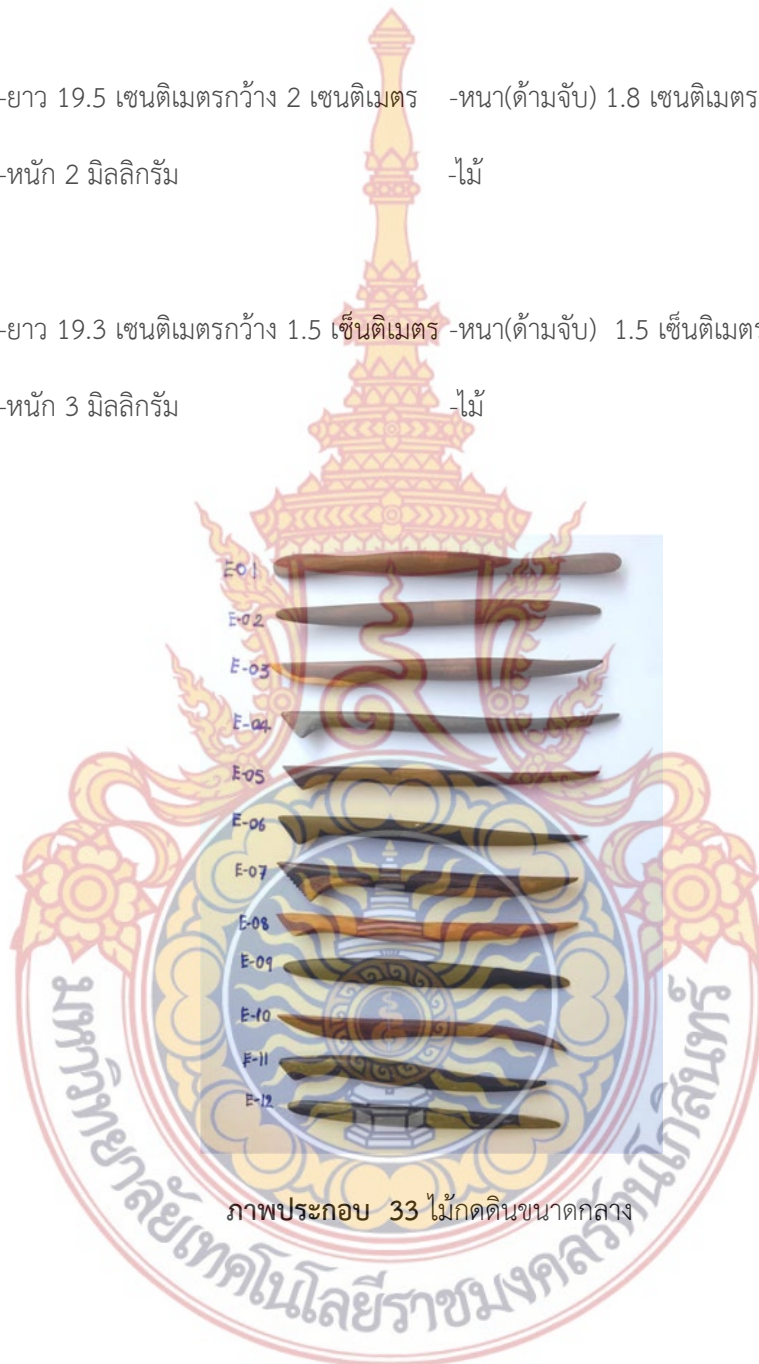 -ยาว 19.5 เซนติเมตรกว้าง 2 เซนติเมตร -หนา(ด้ามจับ) 1.8 เซนติเมตร
-หนัก 2 มิลลิกรัม -ไม้
-ยาว 19.3 เซนติเมตรกว้าง 1.5 เซ็นติเมตร -หนา(ด้ามจับ) 1.5 เซ็นติเมตร
-หนัก 3 มิลลิกรัม -ไม้
E-01
E-02
E-03
E-04
E-05
E-06
E-07
E-08
E-09
E-10
E-11
E-12
ภาพประกอบ 33 ไม้กดดินขนาดกลาง
มหาวิทยาลัยเทคโนโลยีราชมงคลรัตนโกสินทร์